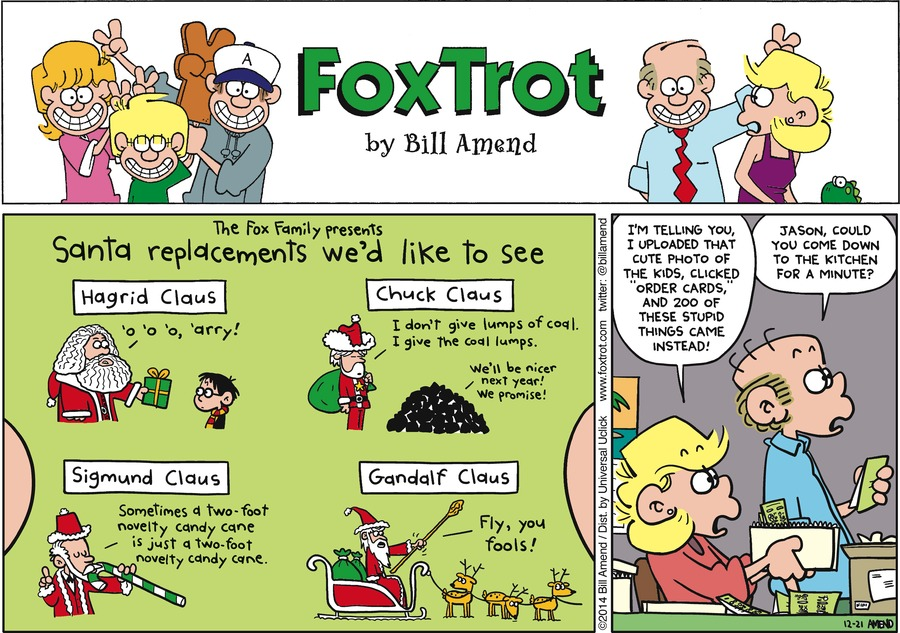 A
FoxTrot
by Bill Amend
The Fox Family presents
Santa replacements we'd like to see
Hagrid Claus
'o 'o 'o, 'arry!
Chuck Claus
I don't give lumps of coal.
I give the coal lumps.
We'll be nicer
next year!
We promise!
Sigmund Claus
Sometimes a two-foot
novelty candy cane
is just a two-foot
novelty candy cane.
Gandalf Claus
Fly, you
fools!
©2014 Bill Amend / Dist. by Universal Uclick www.foxtrot.com twitter: @billamend
I'M TELLING YOU,
I UPLOADED THAT
CUTE PHOTO OF
THE KIDS, CLICKED
"ORDER CARDS,"
AND 200 OF
THESE STUPID
THINGS CAME
INSTEAD!
JASON, COULD
YOU COME DOWN
TO THE KITCHEN
FOR A MINUTE?
12-21 AMEND